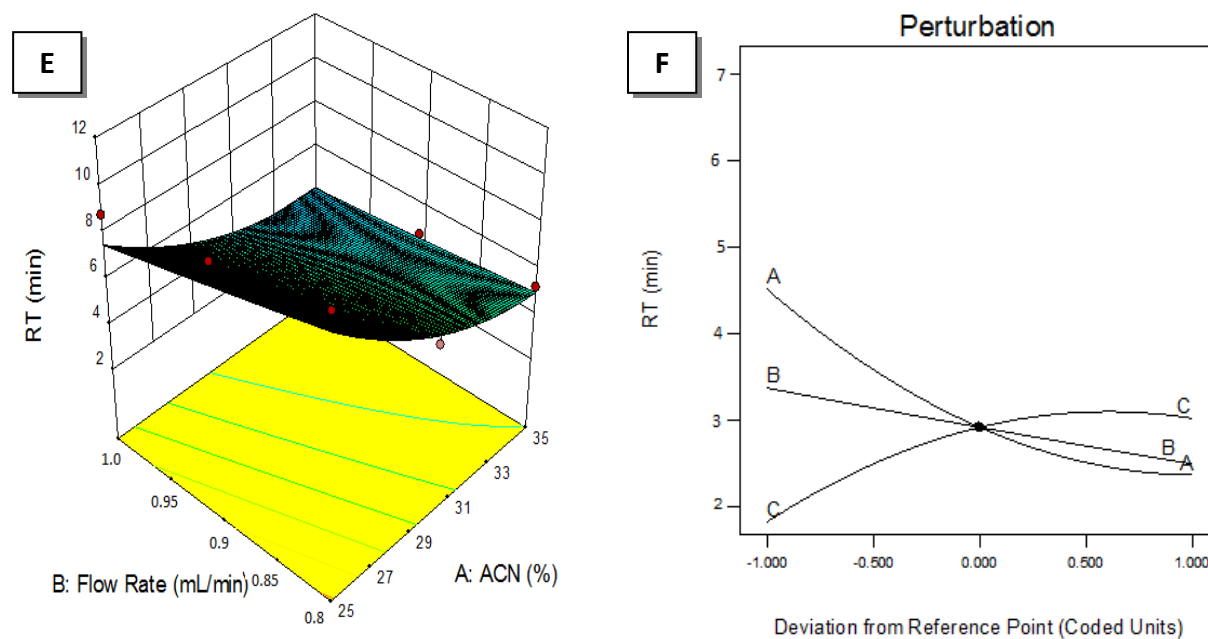 E
12
10
8
6
4
2
RT (min)
1.0
0.95
0.9
0.85
0.8
B: Flow Rate (mL/min)
25
27
29
31
33
35
A: ACN (%)
F
Perturbation
7
6
5
4
3
2
RT (min)
A
B
C
C
B
A
-1.000
-0.500
0.000
0.500
1.000
Deviation from Reference Point (Coded Units)